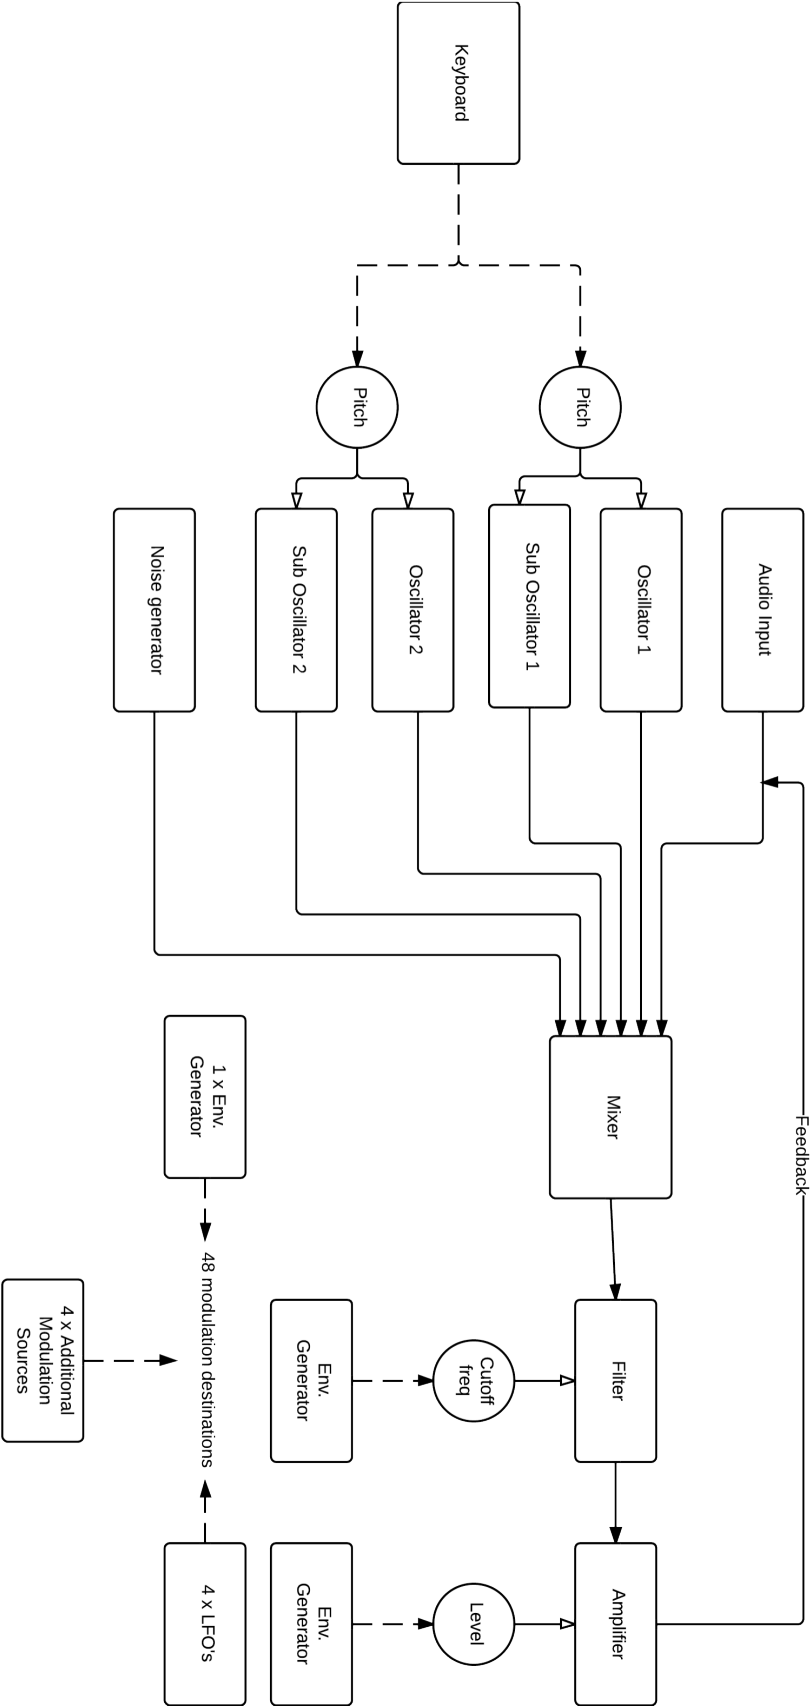 Feedback
Audio Input
Oscillator 1
Sub Oscillator 1
Oscillator 2
Sub Oscillator 2
Noise generator
Keyboard
Pitch
Pitch
Mixer
Filter
Amplifier
Cutoff
freq
Level
Env.
Generator
Env.
Generator
1 x Env.
Generator
48 modulation destinations
4 x LFO's
4 x Additional
Modulation
Sources